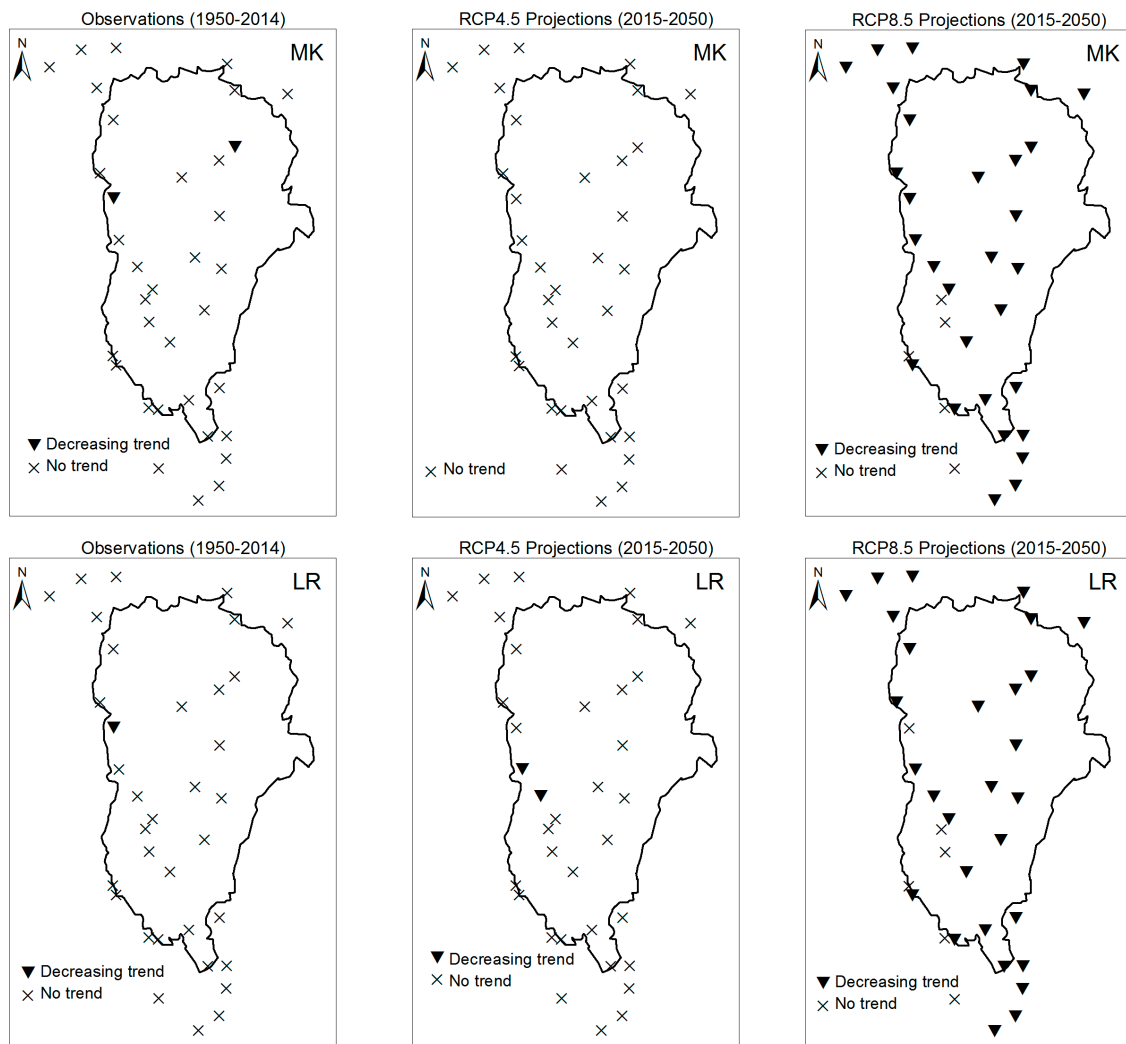 Observations (1950-2014)
N
MK
Decreasing trend
No trend
RCP4.5 Projections (2015-2050)
N
MK
No trend
RCP8.5 Projections (2015-2050)
N
MK
Decreasing trend
No trend
Observations (1950-2014)
N
LR
Decreasing trend
No trend
RCP4.5 Projections (2015-2050)
N
LR
Decreasing trend
No trend
RCP8.5 Projections (2015-2050)
N
LR
Decreasing trend
No trend